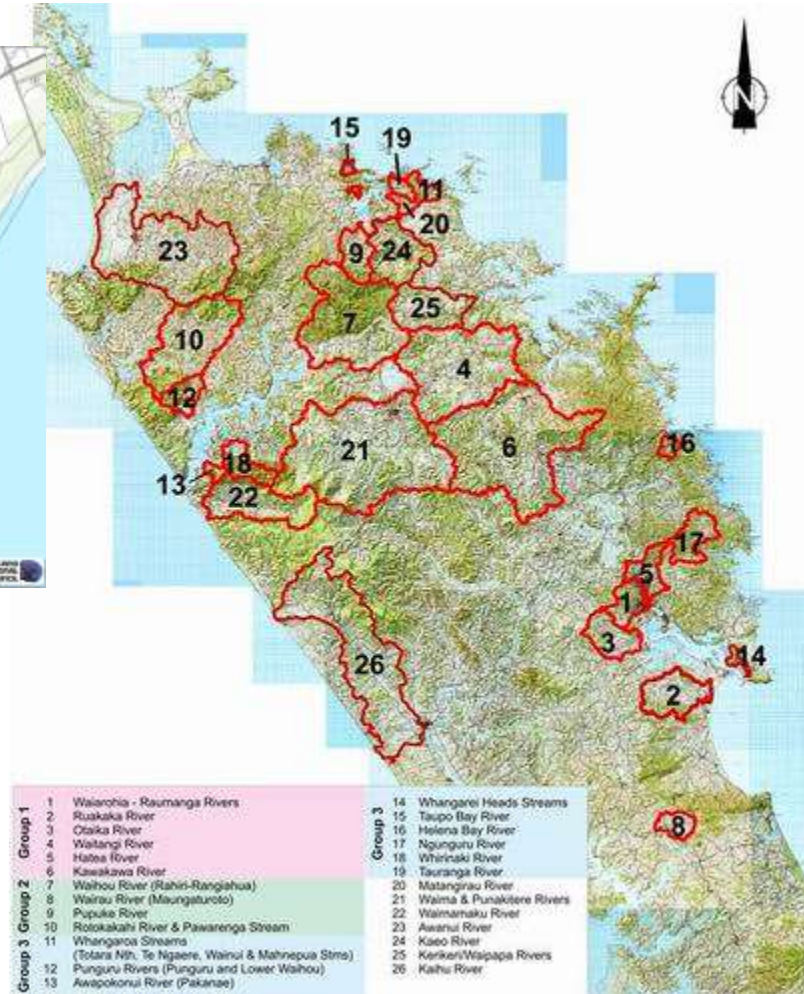 N
15
19
11
20
23
9
24
25
7
10
4
12
21
6
16
18
13
22
17
5
1
3
14
26
2
8
Group 1
1 Waiarohia - Raumanga Rivers
2 Ruakaka River
3 Otaika River
4 Waitangi River
5 Hatea River
6 Kawakawa River
Group 2
7 Waihou River (Rahiri-Rangiahua)
8 Wairau River (Maungaturoto)
9 Pupuke River
10 Rotokakahi River & Pawarenga Stream
Group 3
11 Whangaroa Streams
(Totara Nth, Te Ngaere, Wainui & Mahnepua Stms)
12 Punguru Rivers (Punguru and Lower Waihou)
13 Awapokonui River (Pakanae)
Group 3
14 Whangarei Heads Streams
15 Taupo Bay River
16 Helena Bay River
17 Ngunguru River
18 Whirinaki River
19 Tauranga River
20 Matangirau River
21 Waima & Punakitere Rivers
22 Waimamaku River
23 Awanui River
24 Kaeo River
25 Kerikeri/Waipapa Rivers
26 Kaihu River